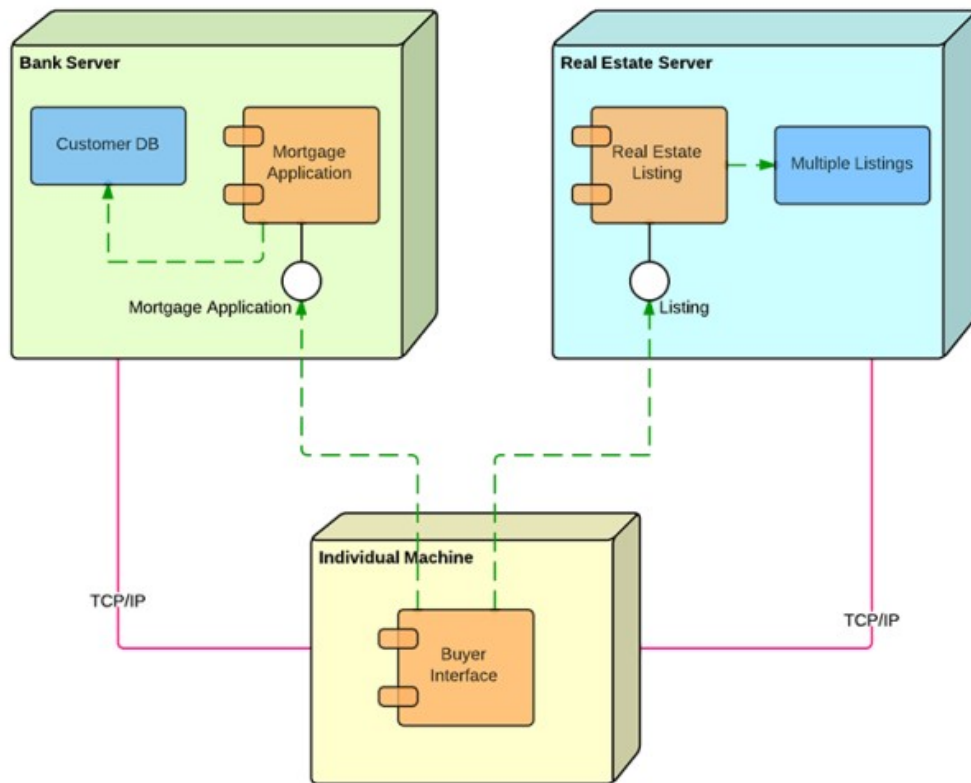 Bank Server
Customer DB
Mortgage
Application
Mortgage Application
Real Estate Server
Real Estate
Listing
Multiple Listings
Listing
TCP/IP
Individual Machine
Buyer
Interface
TCP/IP